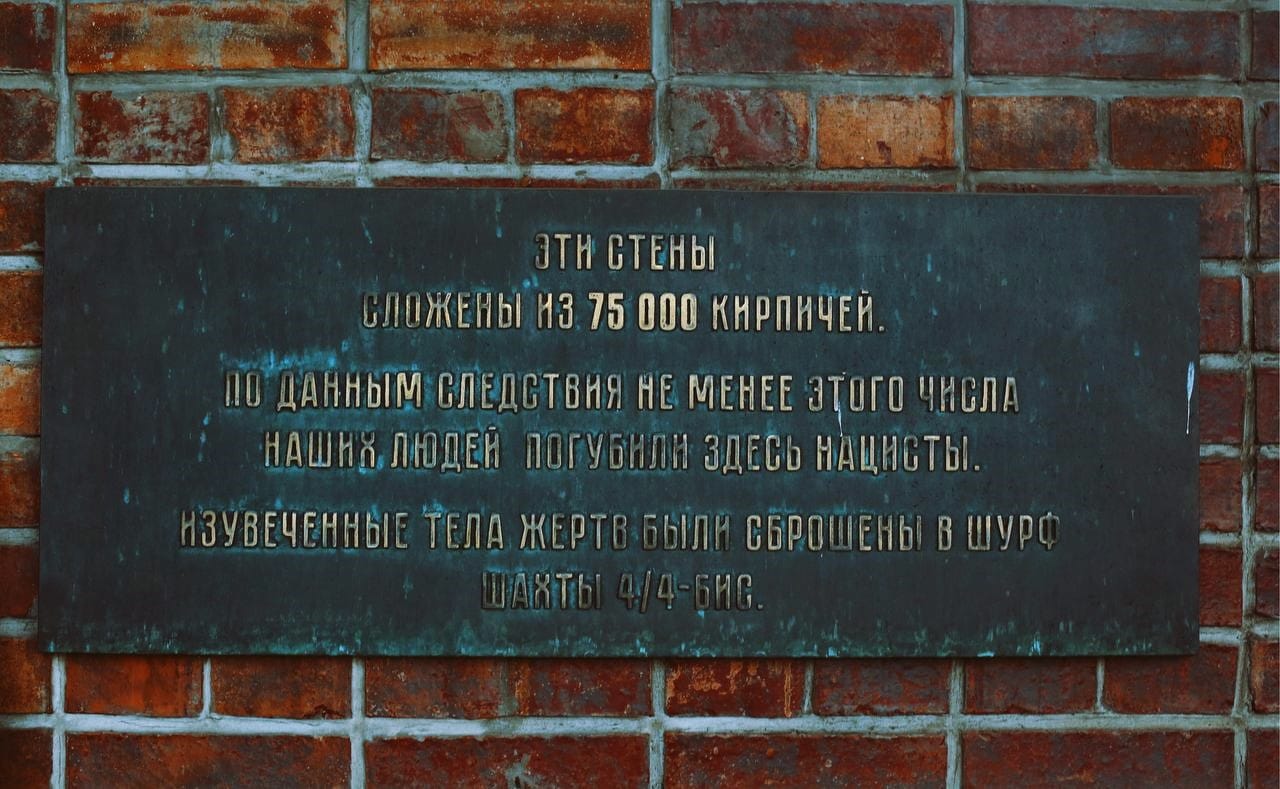 ЭТИ СТЕНЫ
СЛОЖЕНЫ ИЗ 75 000 КИРПИЧЕЙ.
ПО ДАННЫМ СЛЕДСТВИЯ НЕ МЕНЕЕ ЭТОГО ЧИСЛА
НАШИХ ЛЮДЕЙ ПОГУБИЛИ ЗДЕСЬ НАЦИСТЫ.
ИЗУВЕЧЕННЫЕ ТЕЛА ЖЕРТВ БЫЛИ СБРОШЕНЫ В ШУРФ
ШАХТЫ 4/4-БИС.